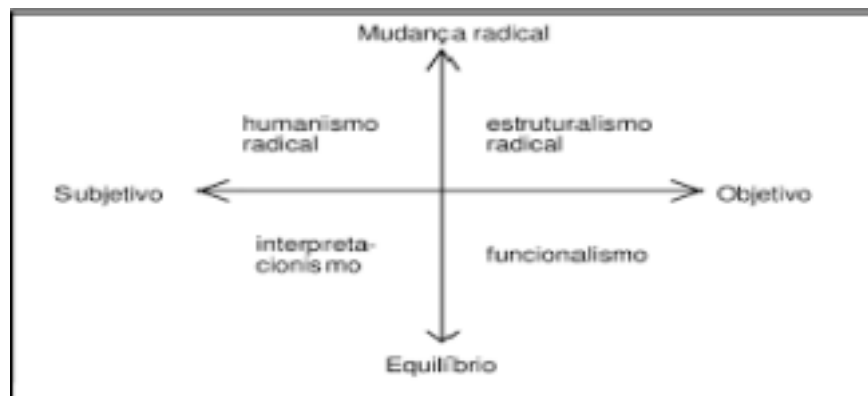 Mudança radical
humanismo
radical
estruturalismo
radical
Subjetivo
Objetivo
interpreta-
cionismo
funcionalismo
Equilíbrio